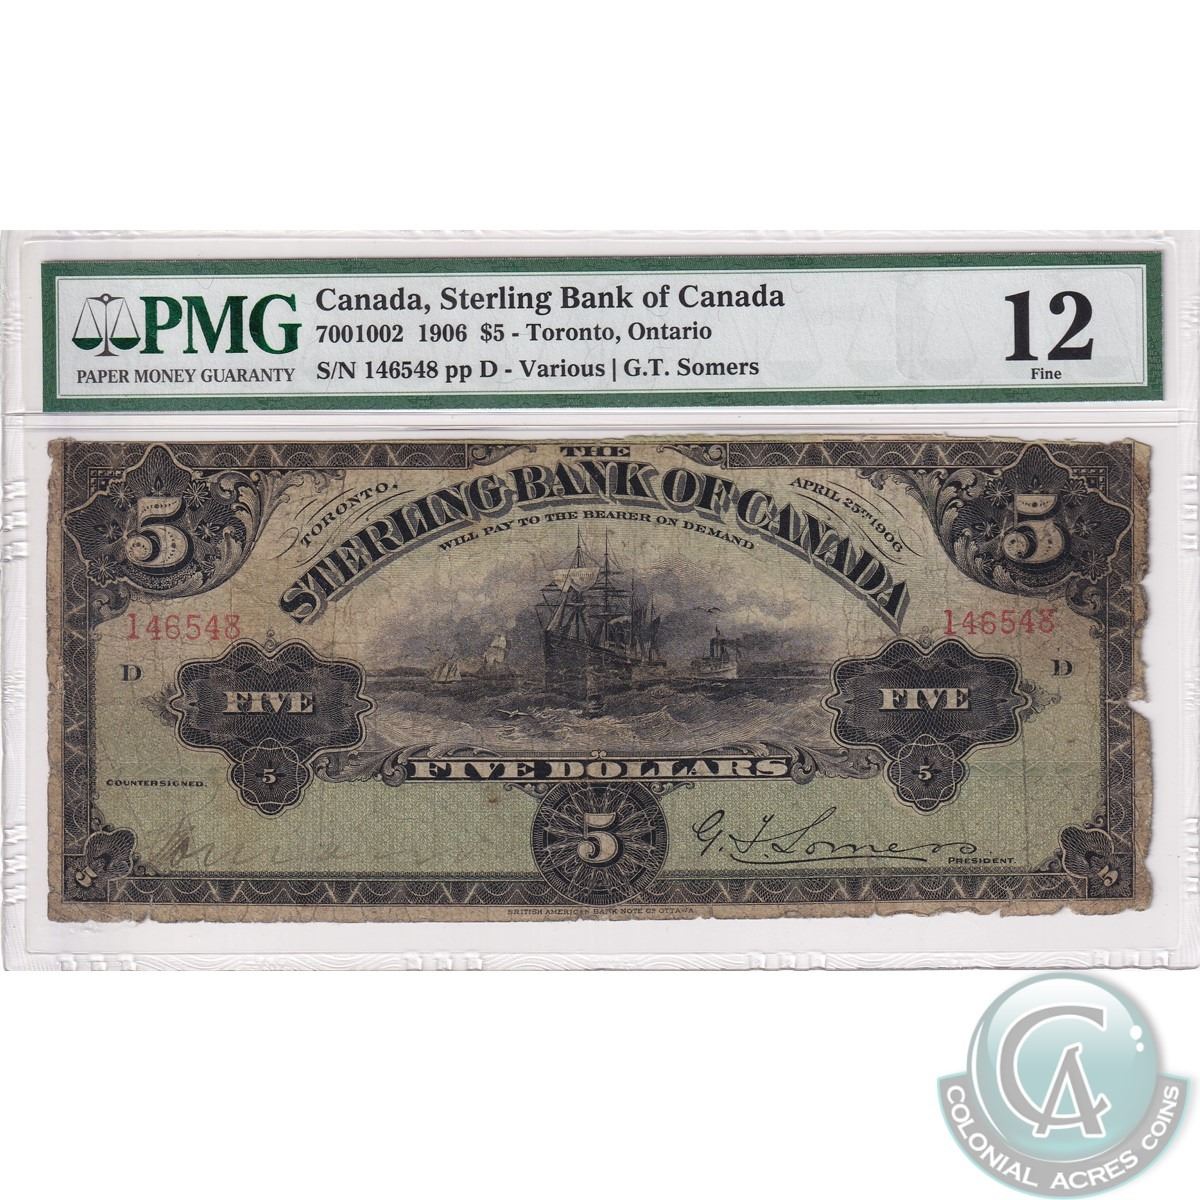 PMG
PAPER MONEY GUARANTY
Canada, Sterling Bank of Canada
7001002 1906 $5 - Toronto, Ontario
S/N 146548 pp D - Various | G.T. Somers
12
Fine
THE
STERLING BANK OF CANADA
TORONTO,
APRIL 25TH 1906
WILL PAY TO THE BEARER ON DEMAND
5
5
146548
146548
D
D
FIVE
FIVE
5
5
FIVE DOLLARS
COUNTERSIGNED.
5
G. T. Somers
PRESIDENT.
5
5
BRITISH AMERICAN BANK NOTE CO OTTAWA
CA
COLONIAL ACRES COINS